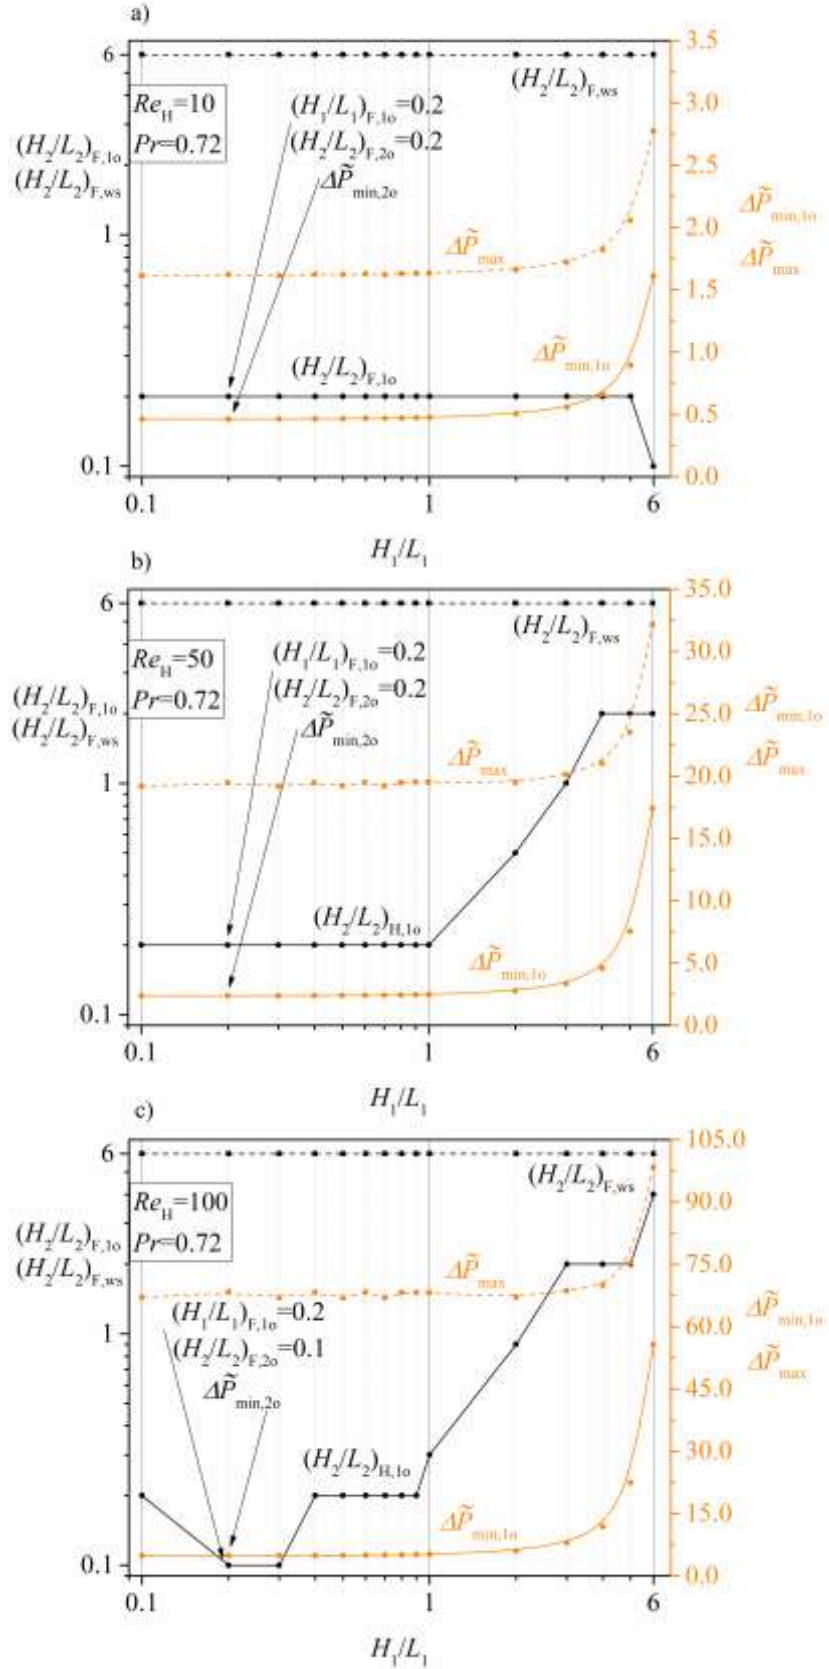 a)
6
3.5
(H₂/L₂)F,ws
Re_H=10
Pr=0.72
(H₁/L₁)F,1o=0.2
(H₂/L₂)F,2o=0.2
ΔP̃min,2o
3.0
2.5
(H₂/L₂)F,1o
(H₂/L₂)F,ws
1
ΔP̃max
2.0
ΔP̃min,1o
ΔP̃max
1.5
(H₂/L₂)F,1o
ΔP̃min,1o
1.0
0.5
0.1
0.0
0.1
1
6
H₁/L₁
b)
6
35.0
(H₂/L₂)F,ws
Re_H=50
Pr=0.72
(H₁/L₁)F,1o=0.2
(H₂/L₂)F,2o=0.2
ΔP̃min,2o
30.0
25.0
(H₂/L₂)F,1o
(H₂/L₂)F,ws
1
ΔP̃max
20.0
ΔP̃min,1o
ΔP̃max
15.0
(H₂/L₂)H,1o
10.0
ΔP̃min,1o
5.0
0.1
0.0
0.1
1
6
H₁/L₁
c)
6
105.0
(H₂/L₂)F,ws
Re_H=100
Pr=0.72
90.0
(H₂/L₂)F,1o
(H₂/L₂)F,ws
ΔP̃max
75.0
(H₁/L₁)F,1o=0.2
(H₂/L₂)F,2o=0.1
ΔP̃min,2o
1
60.0
ΔP̃min,1o
ΔP̃max
45.0
(H₂/L₂)H,1o
30.0
ΔP̃min,1o
15.0
0.1
0.0
0.1
1
6
H₁/L₁